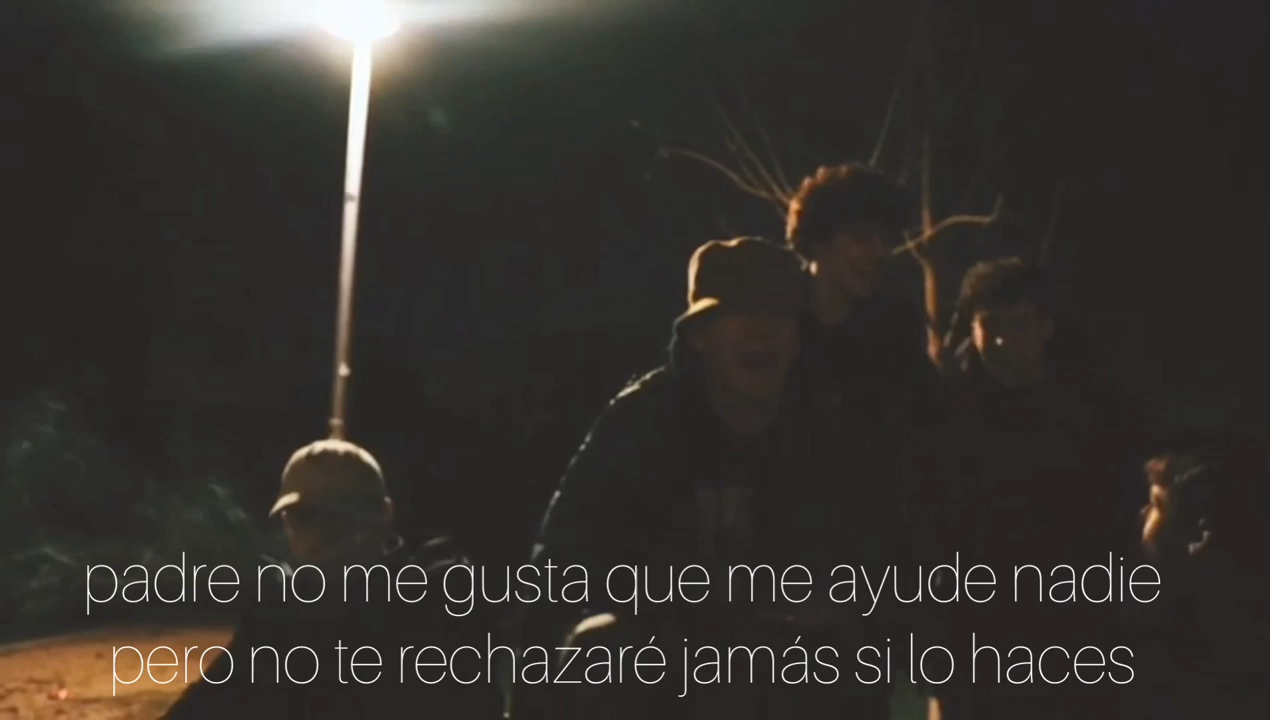 padre no me gusta que me ayude nadie
pero no te rechazaré jamás si lo haces